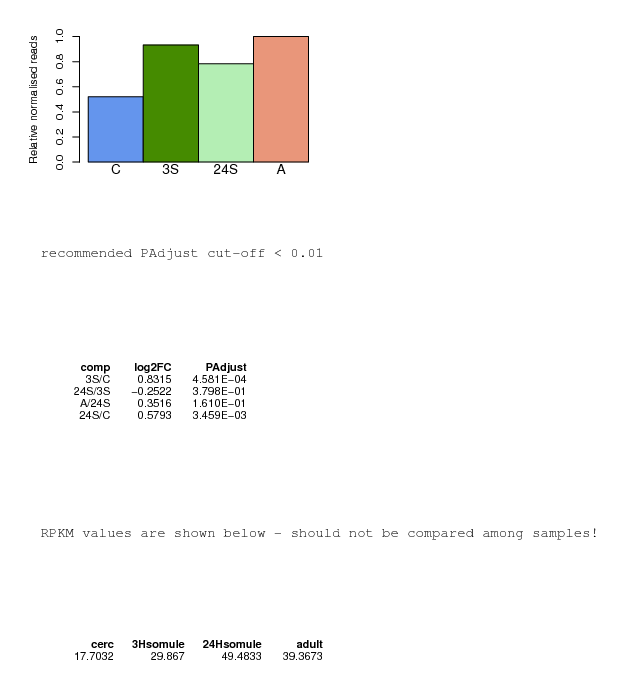 Relative normalised reads
1.0
0.8
0.6
0.4
0.2
0.0
C 3S 24S A
recommended PAdjust cut-off < 0.01
comp log2FC PAdjust
3S/C 0.8315 4.581E−04
24S/3S −0.2522 3.798E−01
A/24S 0.3516 1.610E−01
24S/C 0.5793 3.459E−03
RPKM values are shown below - should not be compared among samples!
cerc 3Hsomule 24Hsomule adult
17.7032 29.867 49.4833 39.3673